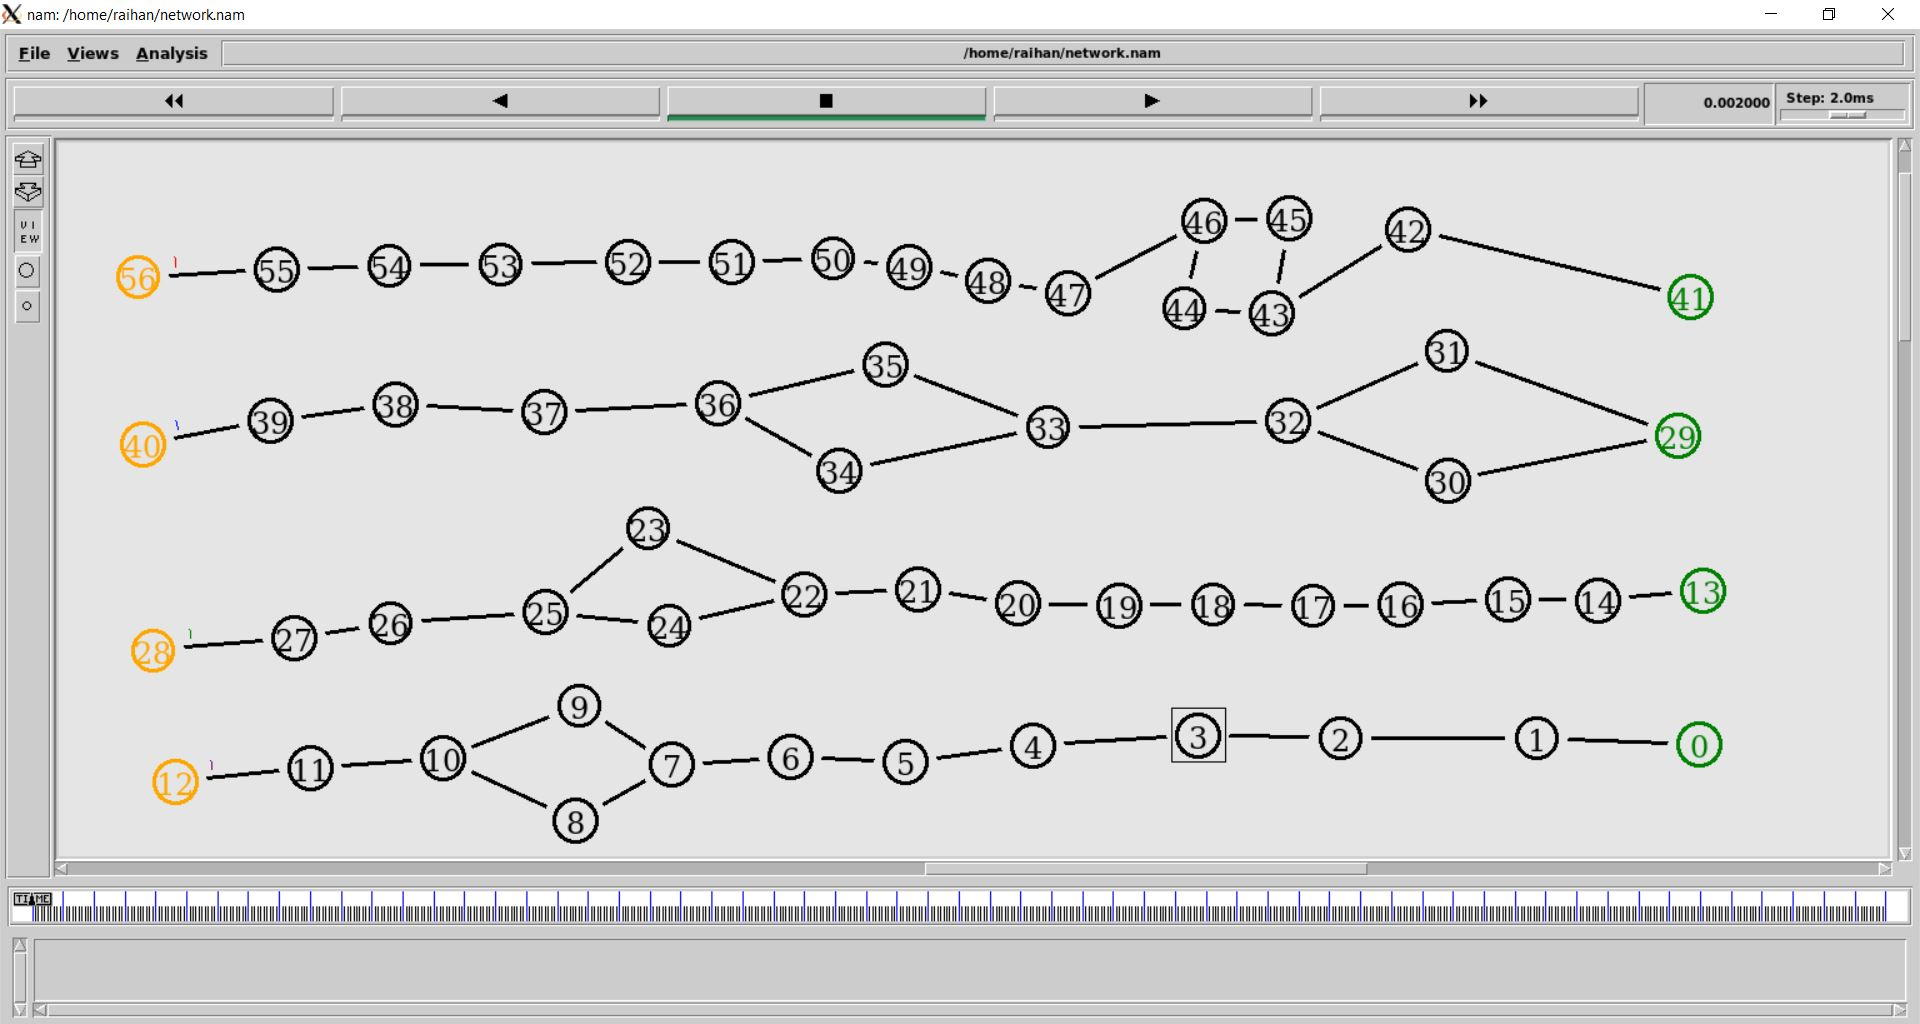 nam: /home/raihan/network.nam
File Views Analysis /home/raihan/network.nam
0.002000 Step: 2.0ms
VIEW
46 45 42
56 55 54 53 52 51 50 49 48 47 44 43 41
35 31
40 39 38 37 36 33 32 29
34 30
23
28 27 26 25 24 22 21 20 19 18 17 16 15 14 13
9
12 11 10 7 6 5 4 3 2 1 0
8
TIME